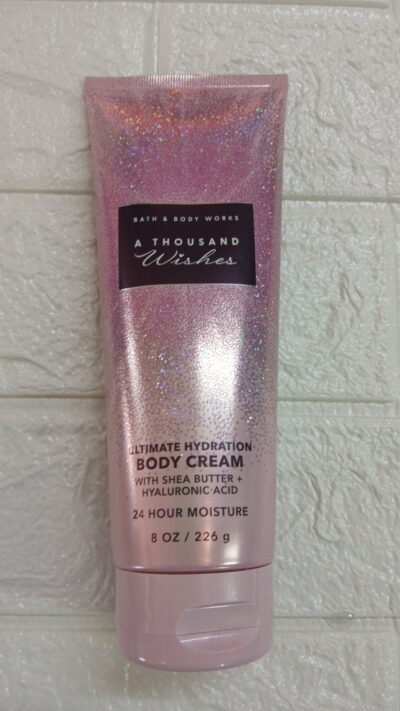 BATH & BODY WORKS
A THOUSAND
Wishes
ULTIMATE HYDRATION
BODY CREAM
WITH SHEA BUTTER +
HYALURONIC ACID
24 HOUR MOISTURE
8 OZ / 226 g